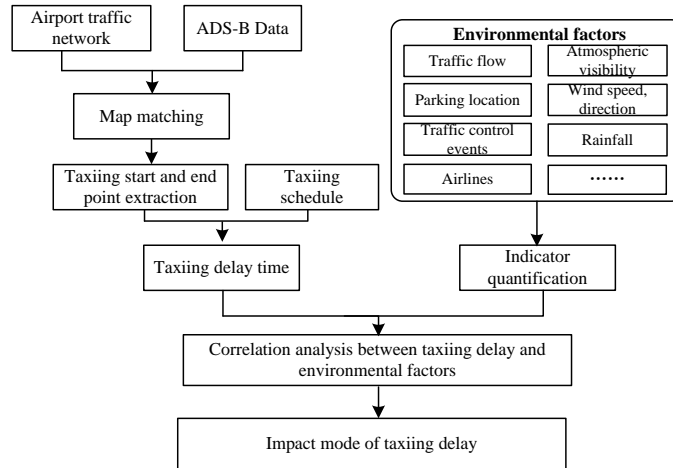 Airport traffic
network
ADS-B Data
Environmental factors
Traffic flow
Atmospheric
visibility
Parking location
Wind speed,
direction
Traffic control
events
Rainfall
Airlines
……
Map matching
Taxiing start and end
point extraction
Taxiing
schedule
Taxiing delay time
Indicator
quantification
Correlation analysis between taxiing delay and
environmental factors
Impact mode of taxiing delay